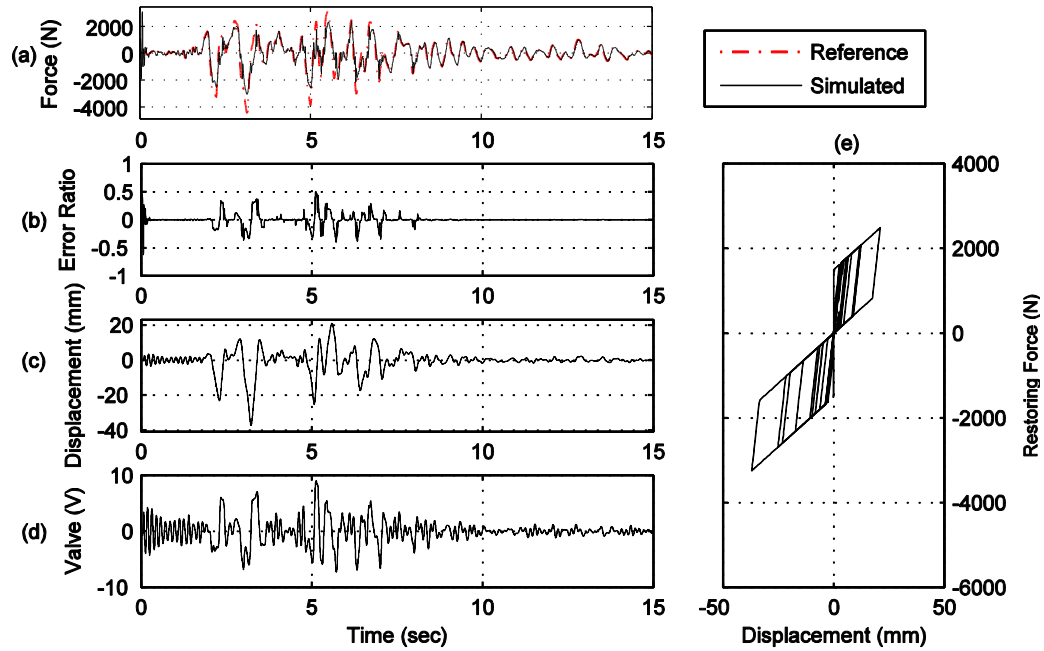 (a)
Force (N)
2000
0
-2000
-4000
0
5
10
15
Reference
Simulated
(b)
Error Ratio
1
0.5
0
-0.5
-1
0
5
10
15
(c)
Displacement (mm)
20
0
-20
-40
0
5
10
15
(d)
Valve (V)
10
0
-10
0
5
10
15
Time (sec)
(e)
4000
2000
0
-2000
-4000
-6000
Restoring Force (N)
-50
0
50
Displacement (mm)